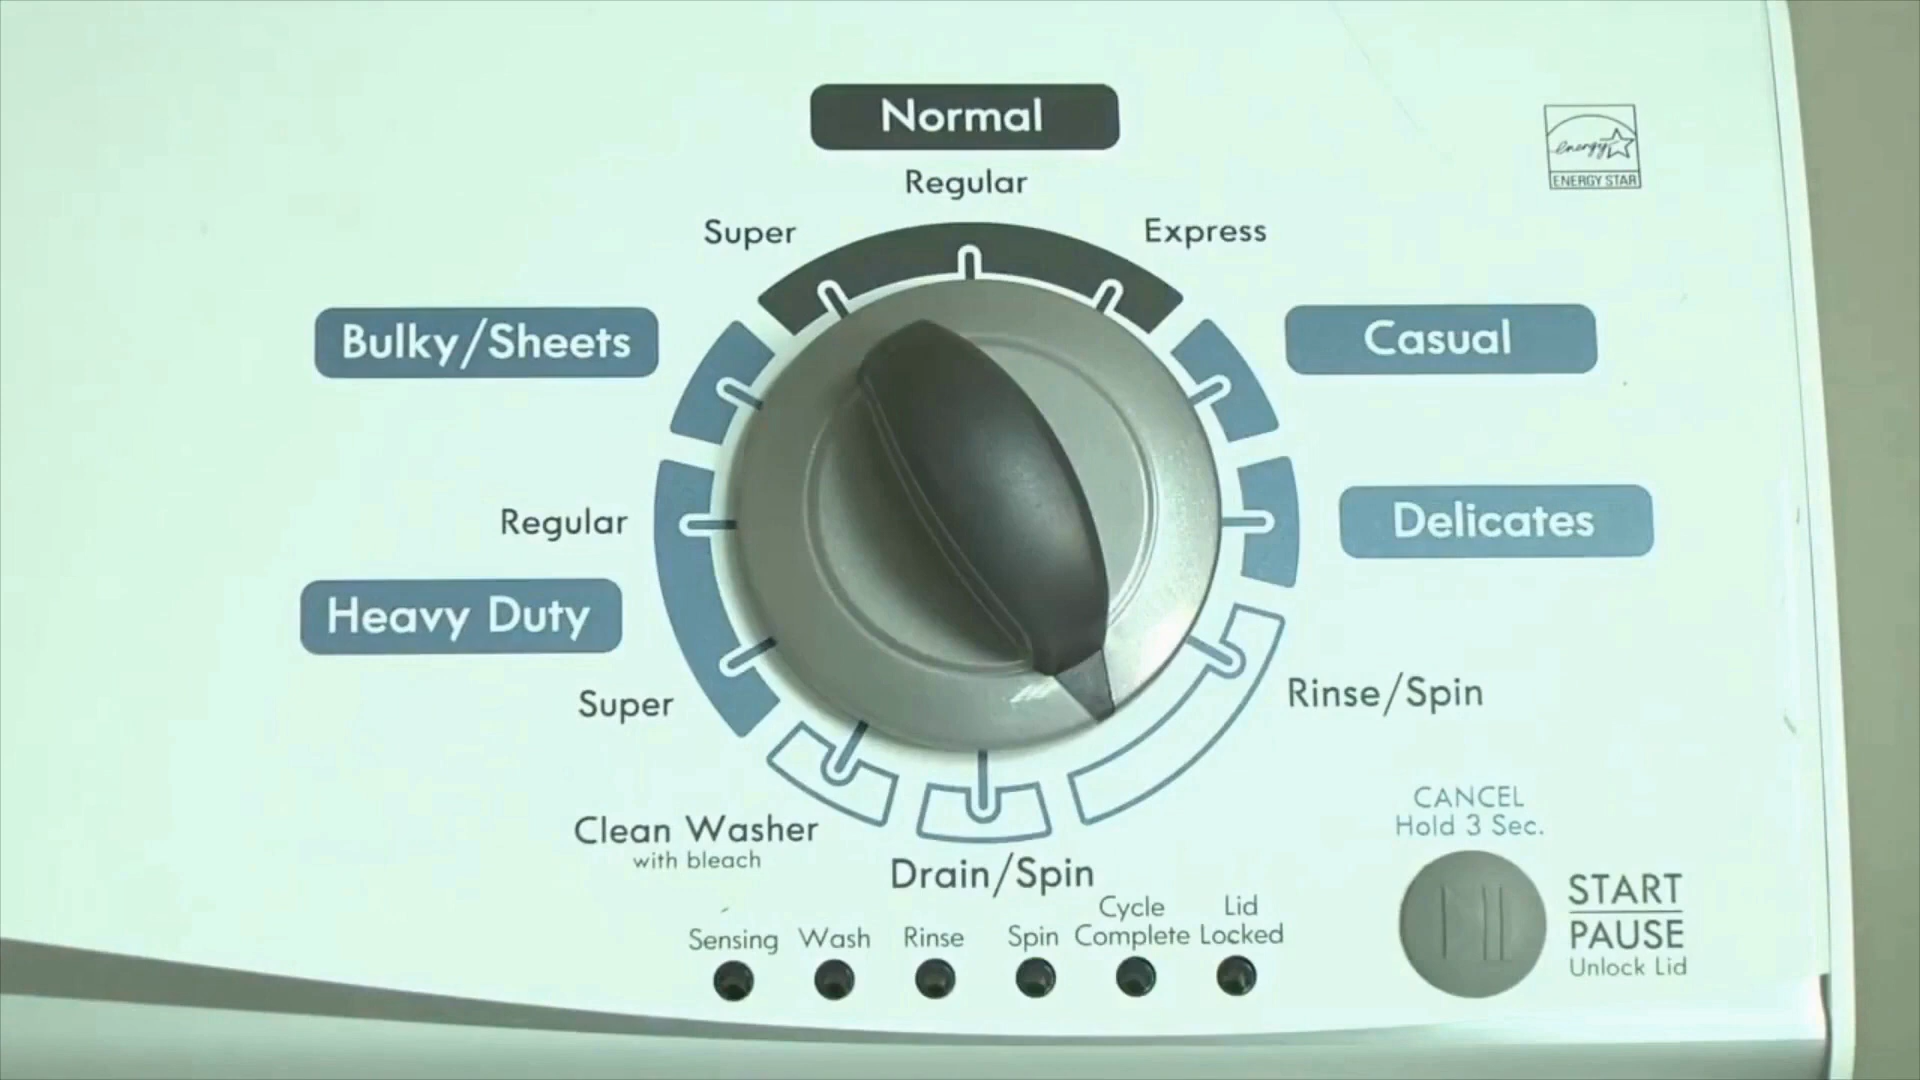 Normal
Regular
Super
Express
energy
ENERGY STAR
Bulky/Sheets
Casual
Regular
Delicates
Heavy Duty
Super
Rinse/Spin
Clean Washer
with bleach
Drain/Spin
CANCEL
Hold 3 Sec.
START
PAUSE
Unlock Lid
Sensing
Wash
Rinse
Spin
Cycle
Complete
Lid
Locked